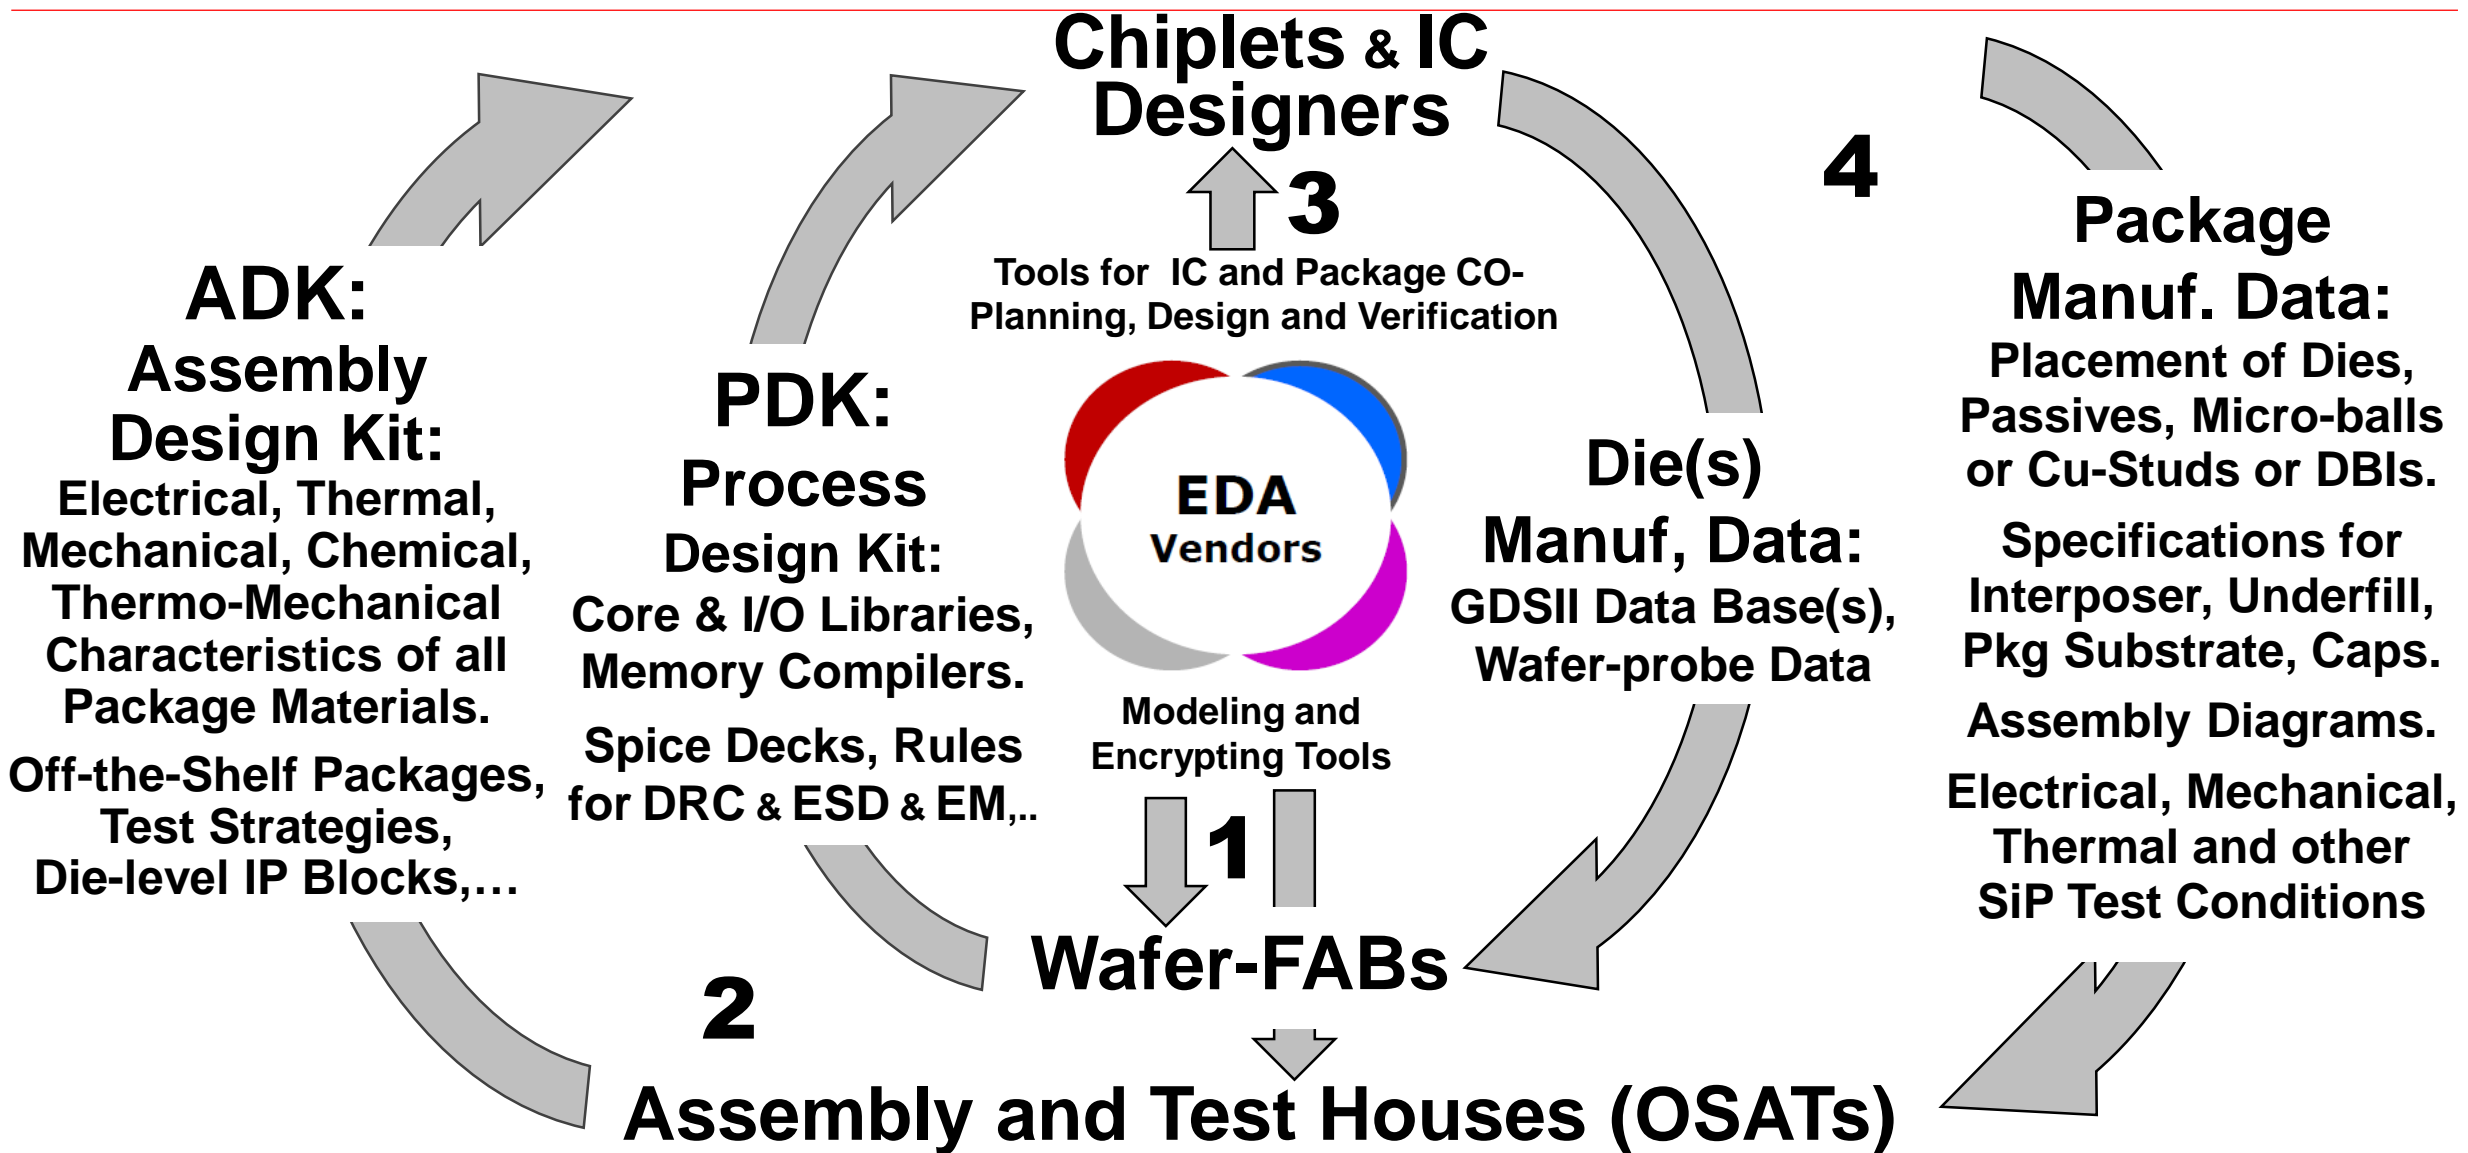 Chiplets & IC
Designers
4
3
Tools for IC and Package CO-
Planning, Design and Verification
ADK:
Assembly
Design Kit:
Electrical, Thermal,
Mechanical, Chemical,
Thermo-Mechanical
Characteristics of all
Package Materials.
Off-the-Shelf Packages,
Test Strategies,
Die-level IP Blocks,…
PDK:
Process
Design Kit:
Core & I/O Libraries,
Memory Compilers.
Spice Decks, Rules
for DRC & ESD & EM,..
EDA
Vendors
Modeling and
Encrypting Tools
1
Die(s)
Manuf, Data:
GDSII Data Base(s),
Wafer-probe Data
Package
Manuf. Data:
Placement of Dies,
Passives, Micro-balls
or Cu-Studs or DBIs.
Specifications for
Interposer, Underfill,
Pkg Substrate, Caps.
Assembly Diagrams.
Electrical, Mechanical,
Thermal and other
SiP Test Conditions
Wafer-FABs
2
Assembly and Test Houses (OSATs)